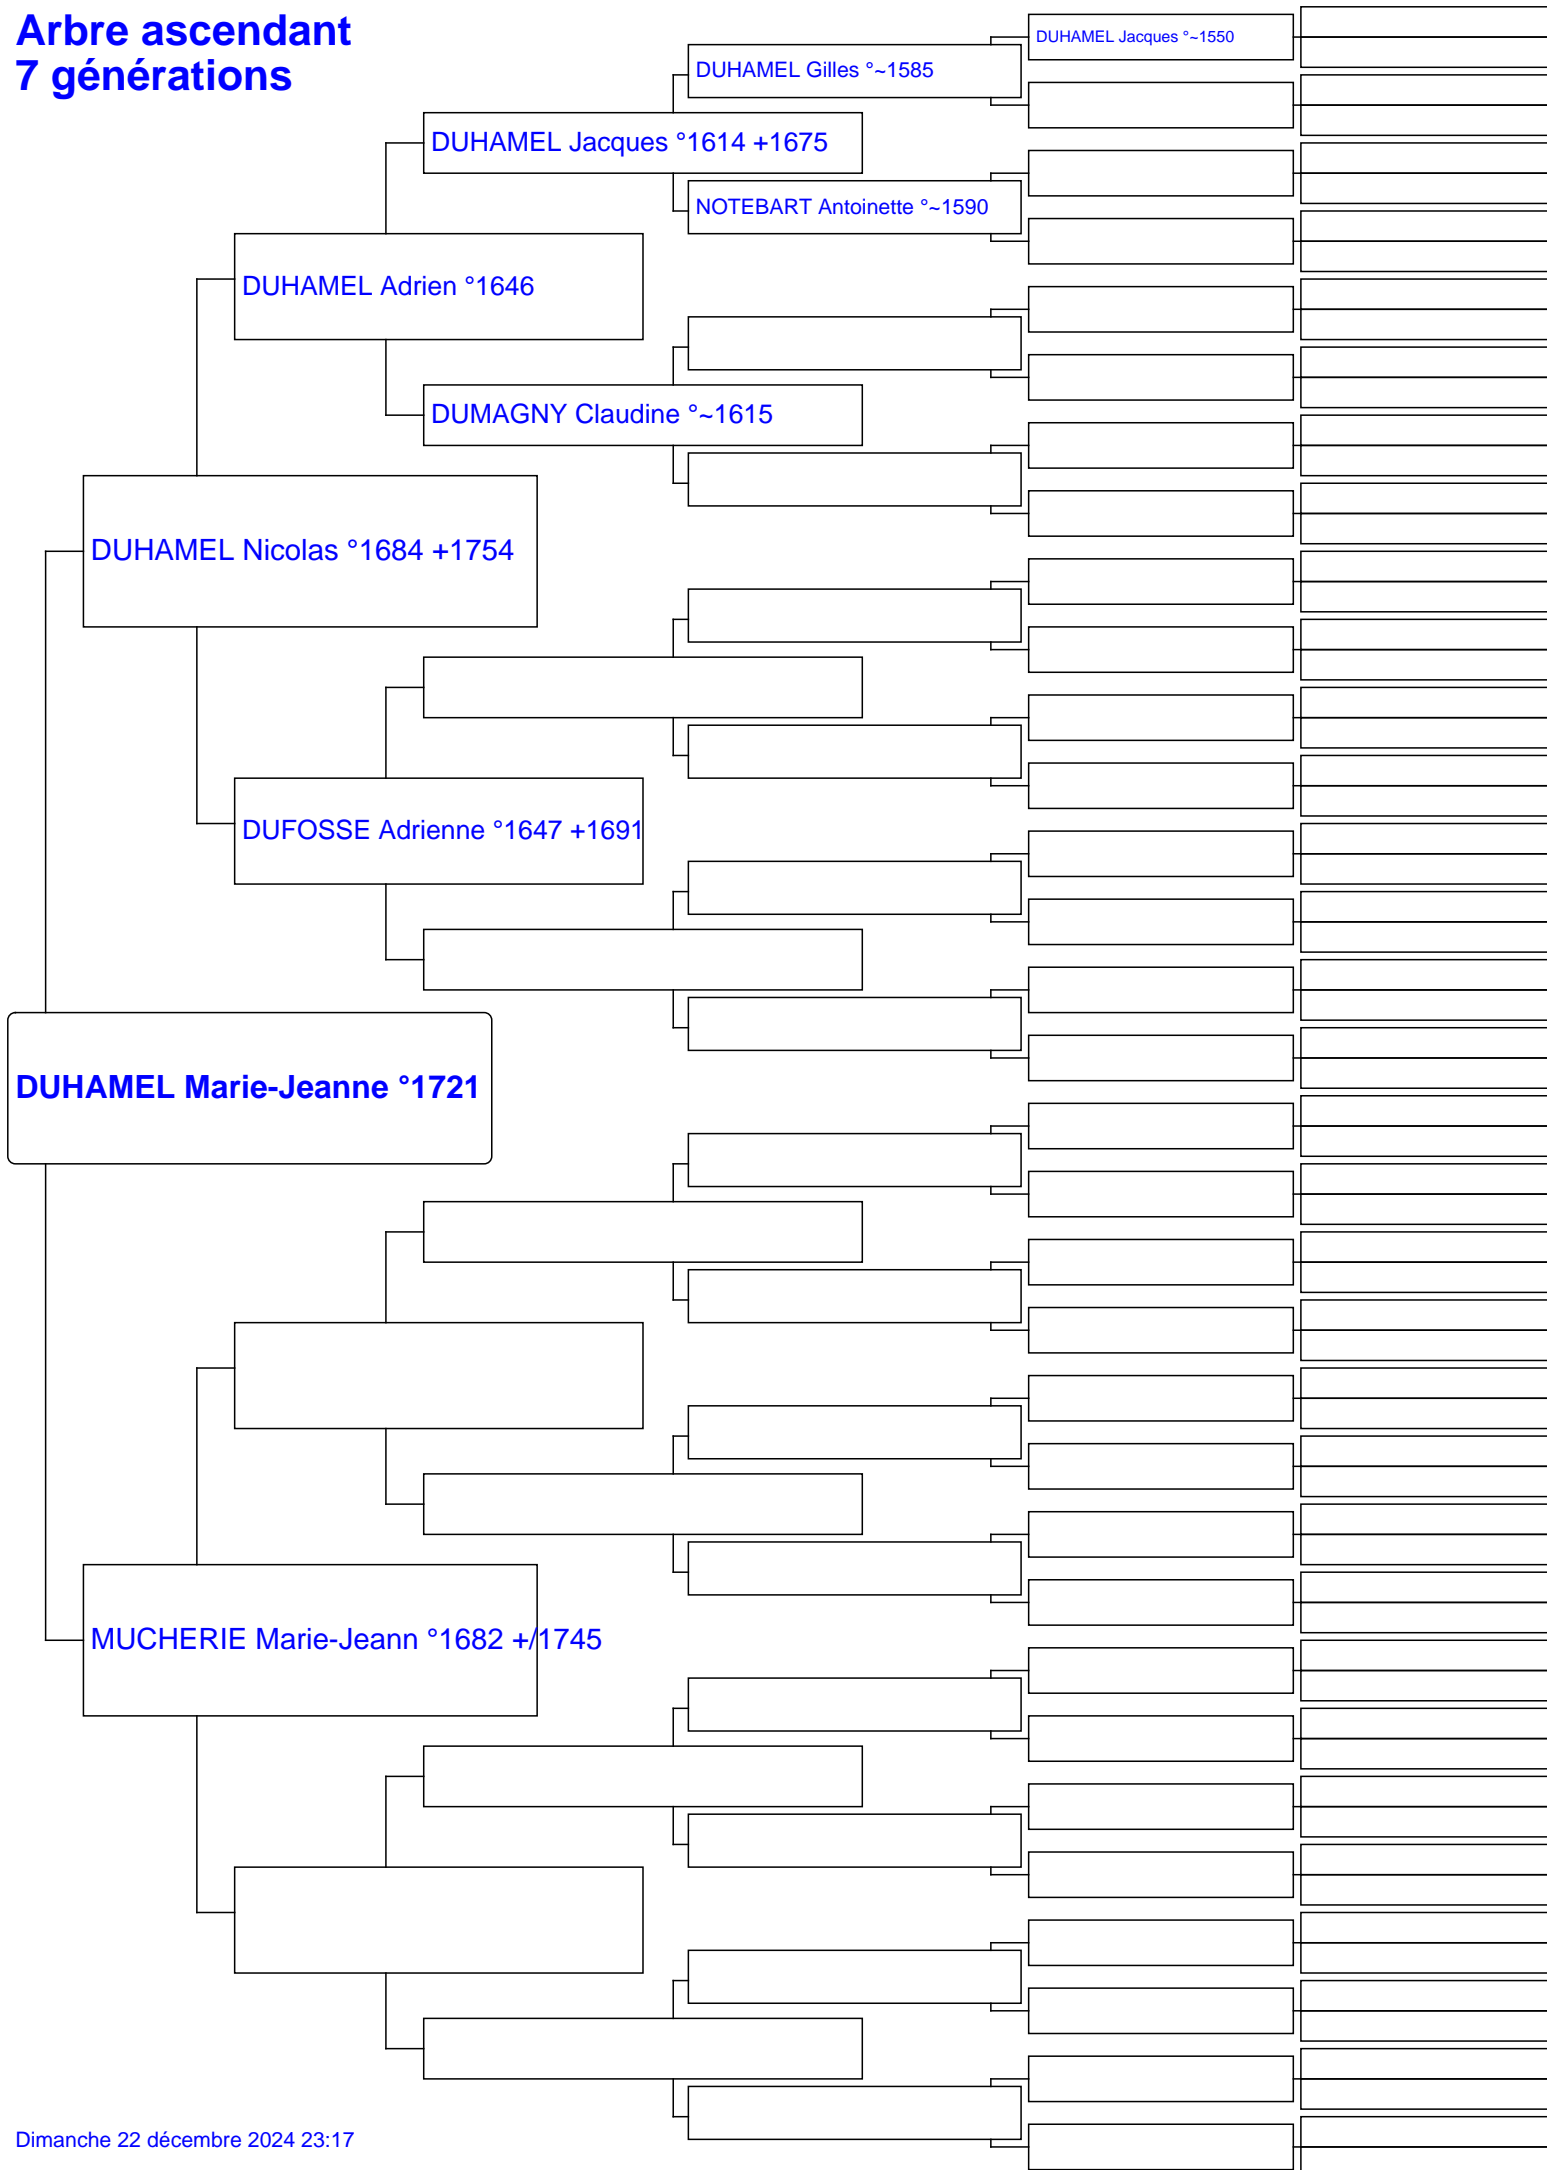 Arbre ascendant
7 générations
DUHAMEL Jacques °~1550
DUHAMEL Gilles °~1585
DUHAMEL Jacques °1614 +1675
NOTEBART Antoinette °~1590
DUHAMEL Adrien °1646
DUMAGNY Claudine °~1615
DUHAMEL Nicolas °1684 +1754
DUFOSSE Adrienne °1647 +1691
DUHAMEL Marie-Jeanne °1721
MUCHERIE Marie-Jeann °1682 +/1745
Dimanche 22 décembre 2024 23:17